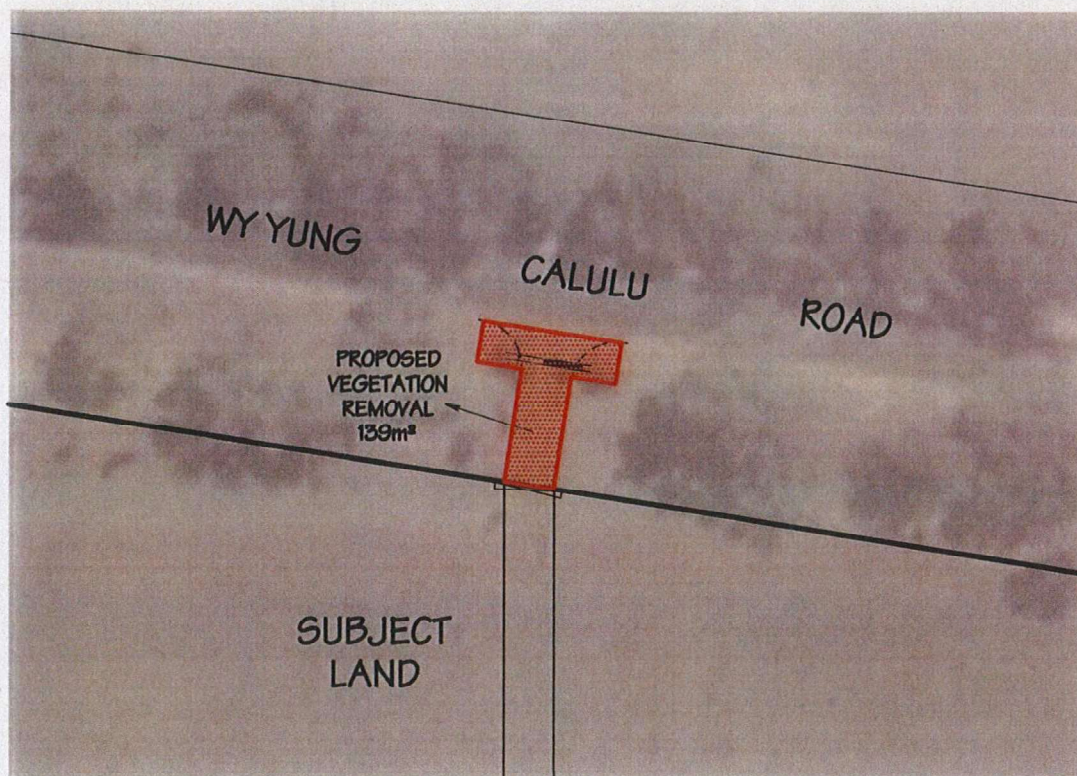 WY YUNG
CALULU
ROAD
PROPOSED
VEGETATION
REMOVAL
139m²
SUBJECT
LAND